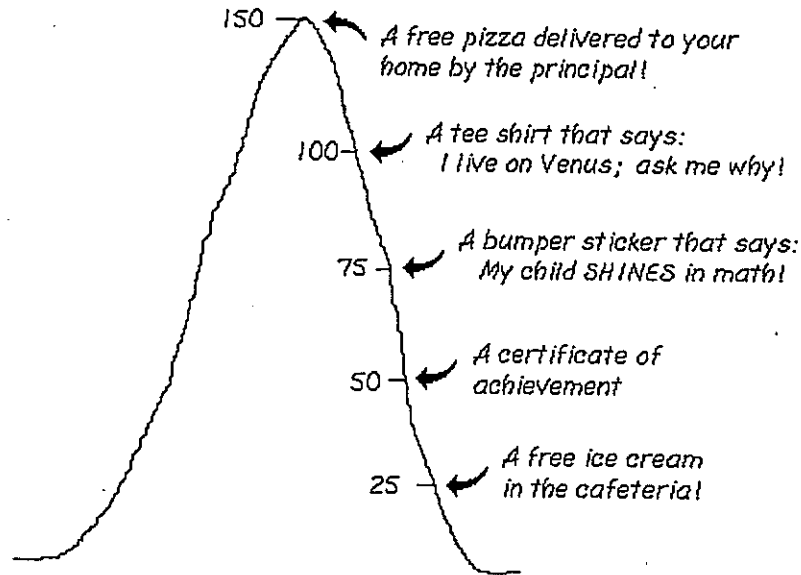 150
A free pizza delivered to your
home by the principal!
100
A tee shirt that says:
I live on Venus; ask me why!
75
A bumper sticker that says:
My child SHINES in math!
50
A certificate of
achievement
25
A free ice cream
in the cafeteria!